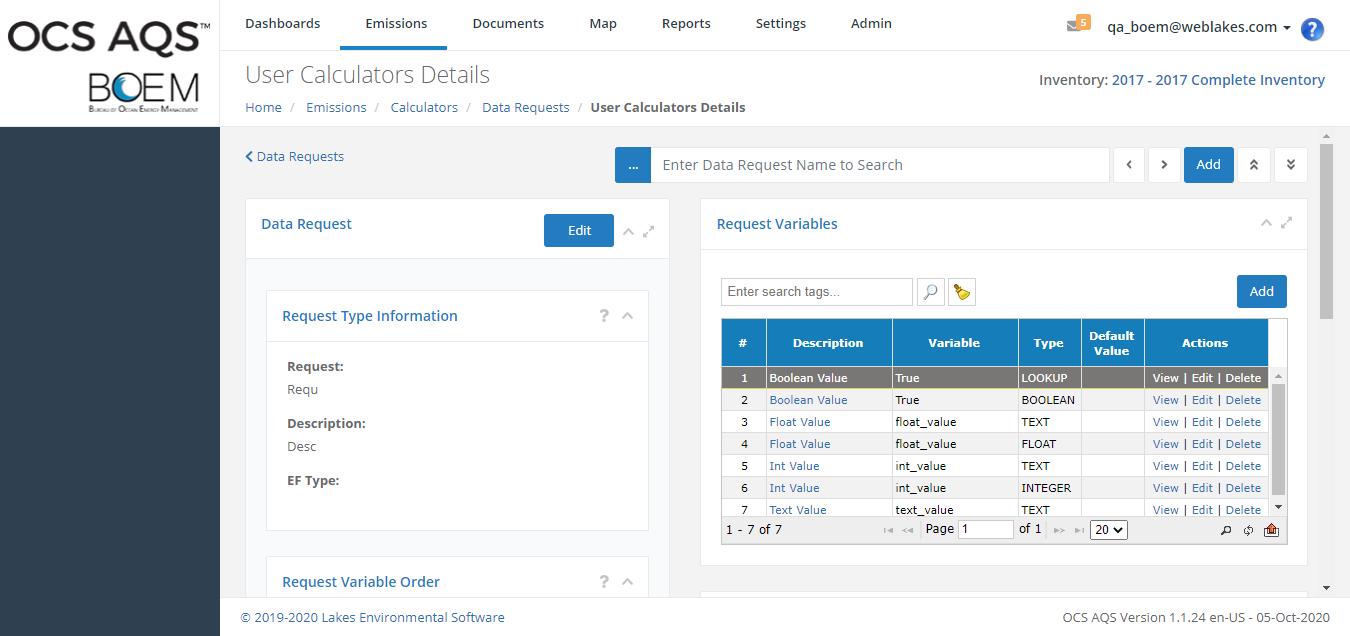 OCS AQS™
BOEM
BUREAU OF OCEAN ENERGY MANAGEMENT
Dashboards Emissions Documents Map Reports Settings Admin
5 qa_boem@weblakes.com ?
User Calculators Details
Inventory: 2017 - 2017 Complete Inventory
Home / Emissions / Calculators / Data Requests / User Calculators Details
Data Requests
... Enter Data Request Name to Search Add
Data Request Edit
Request Type Information ?
Request:
Requ
Description:
Desc
EF Type:
Request Variable Order ?
Request Variables
Enter search tags... Add
# Description Variable Type Default Value Actions
1 Boolean Value True LOOKUP View | Edit | Delete
2 Boolean Value True BOOLEAN View | Edit | Delete
3 Float Value float_value TEXT View | Edit | Delete
4 Float Value float_value FLOAT View | Edit | Delete
5 Int Value int_value TEXT View | Edit | Delete
6 Int Value int_value INTEGER View | Edit | Delete
7 Text Value text_value TEXT View | Edit | Delete
1 - 7 of 7 Page 1 of 1 20
© 2019-2020 Lakes Environmental Software
OCS AQS Version 1.1.24 en-US - 05-Oct-2020